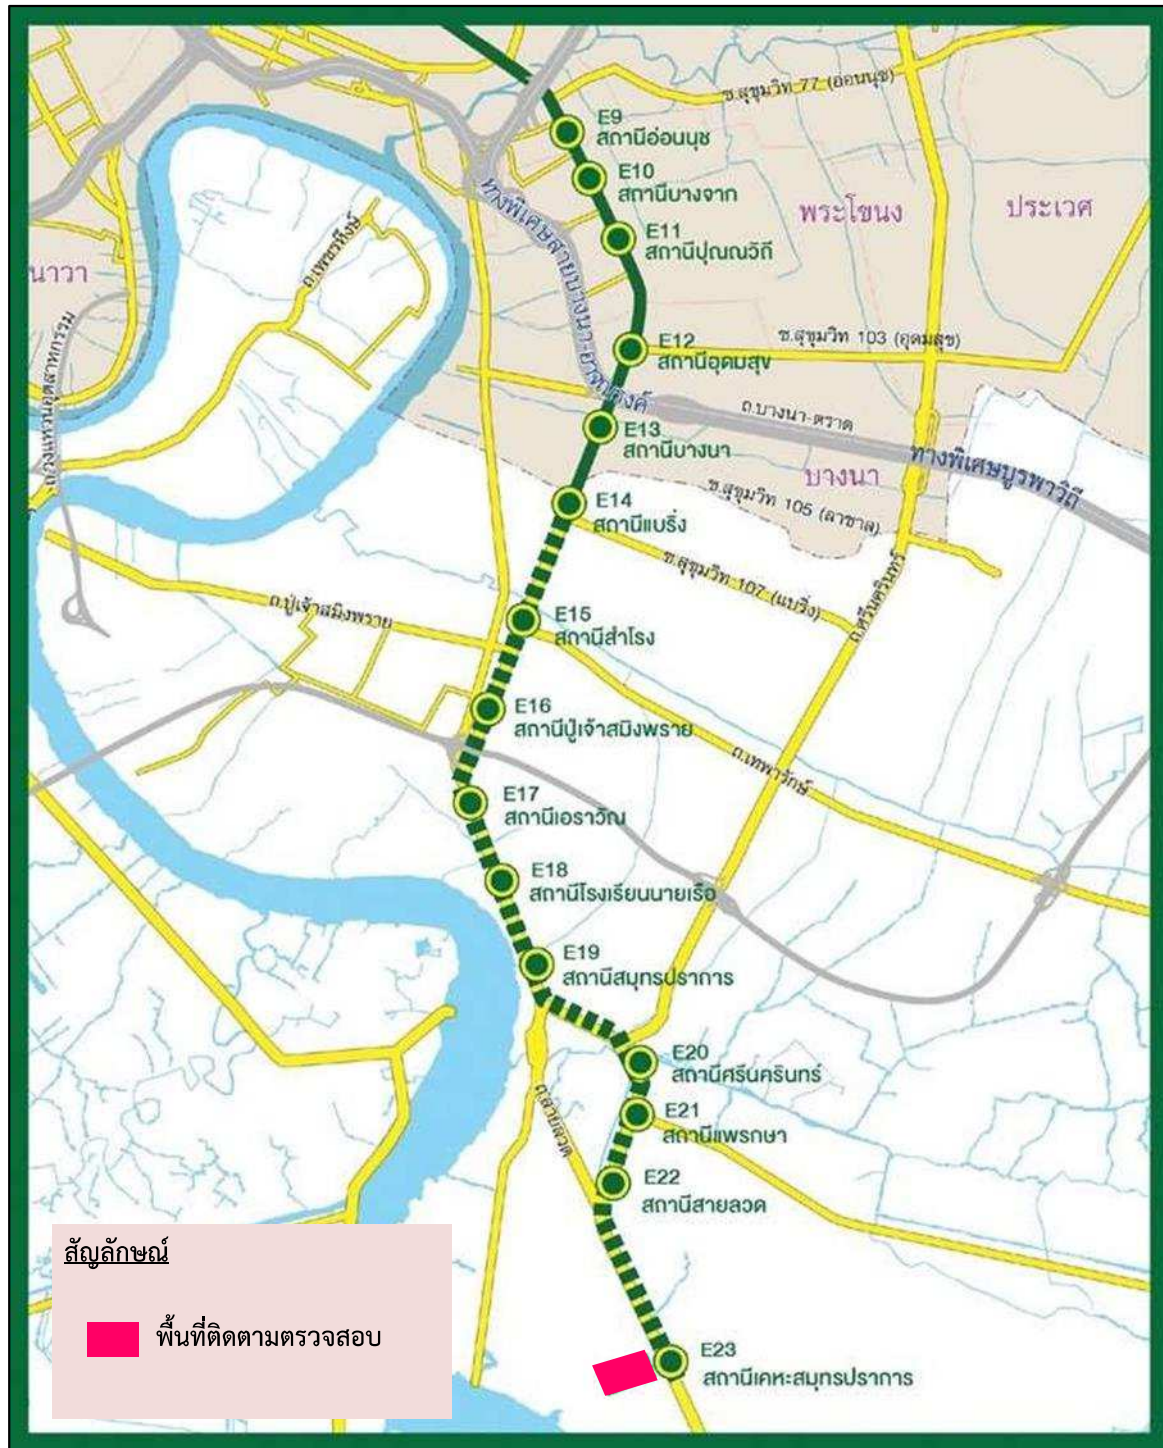 ซ.สุขุมวิท 77 (อ่อนนุช)
E9
สถานีอ่อนนุช
E10
สถานีบางจาก
ทางพิเศษสายบางนา-อาจณรงค์
พระโขนง
ประเวศ
E11
สถานีปุณณวิถี
ถ.เพชรหึงษ์
นาวา
ถ.วงแหวนอุตสาหกรรม
E12
สถานีอุดมสุข
ซ.สุขุมวิท 103 (อุดมสุข)
ถ.บางนา-ตราด
E13
สถานีบางนา
ทางพิเศษบูรพาวิถี
บางนา
ซ.สุขุมวิท 105 (ลาซาล)
E14
สถานีแบริ่ง
ซ.สุขุมวิท 107 (แบริ่ง)
ถ.ศรีนครินทร์
ถ.ปู่เจ้าสมิงพราย
E15
สถานีสำโรง
E16
สถานีปู่เจ้าสมิงพราย
ถ.เทพารักษ์
E17
สถานีเอราวัณ
E18
สถานีโรงเรียนนายเรือ
E19
สถานีสมุทรปราการ
E20
สถานีศรีนครินทร์
ถ.สายลวด
E21
สถานีแพรกษา
E22
สถานีสายลวด
สัญลักษณ์
พื้นที่ติดตามตรวจสอบ
E23
สถานีเคหะสมุทรปราการ